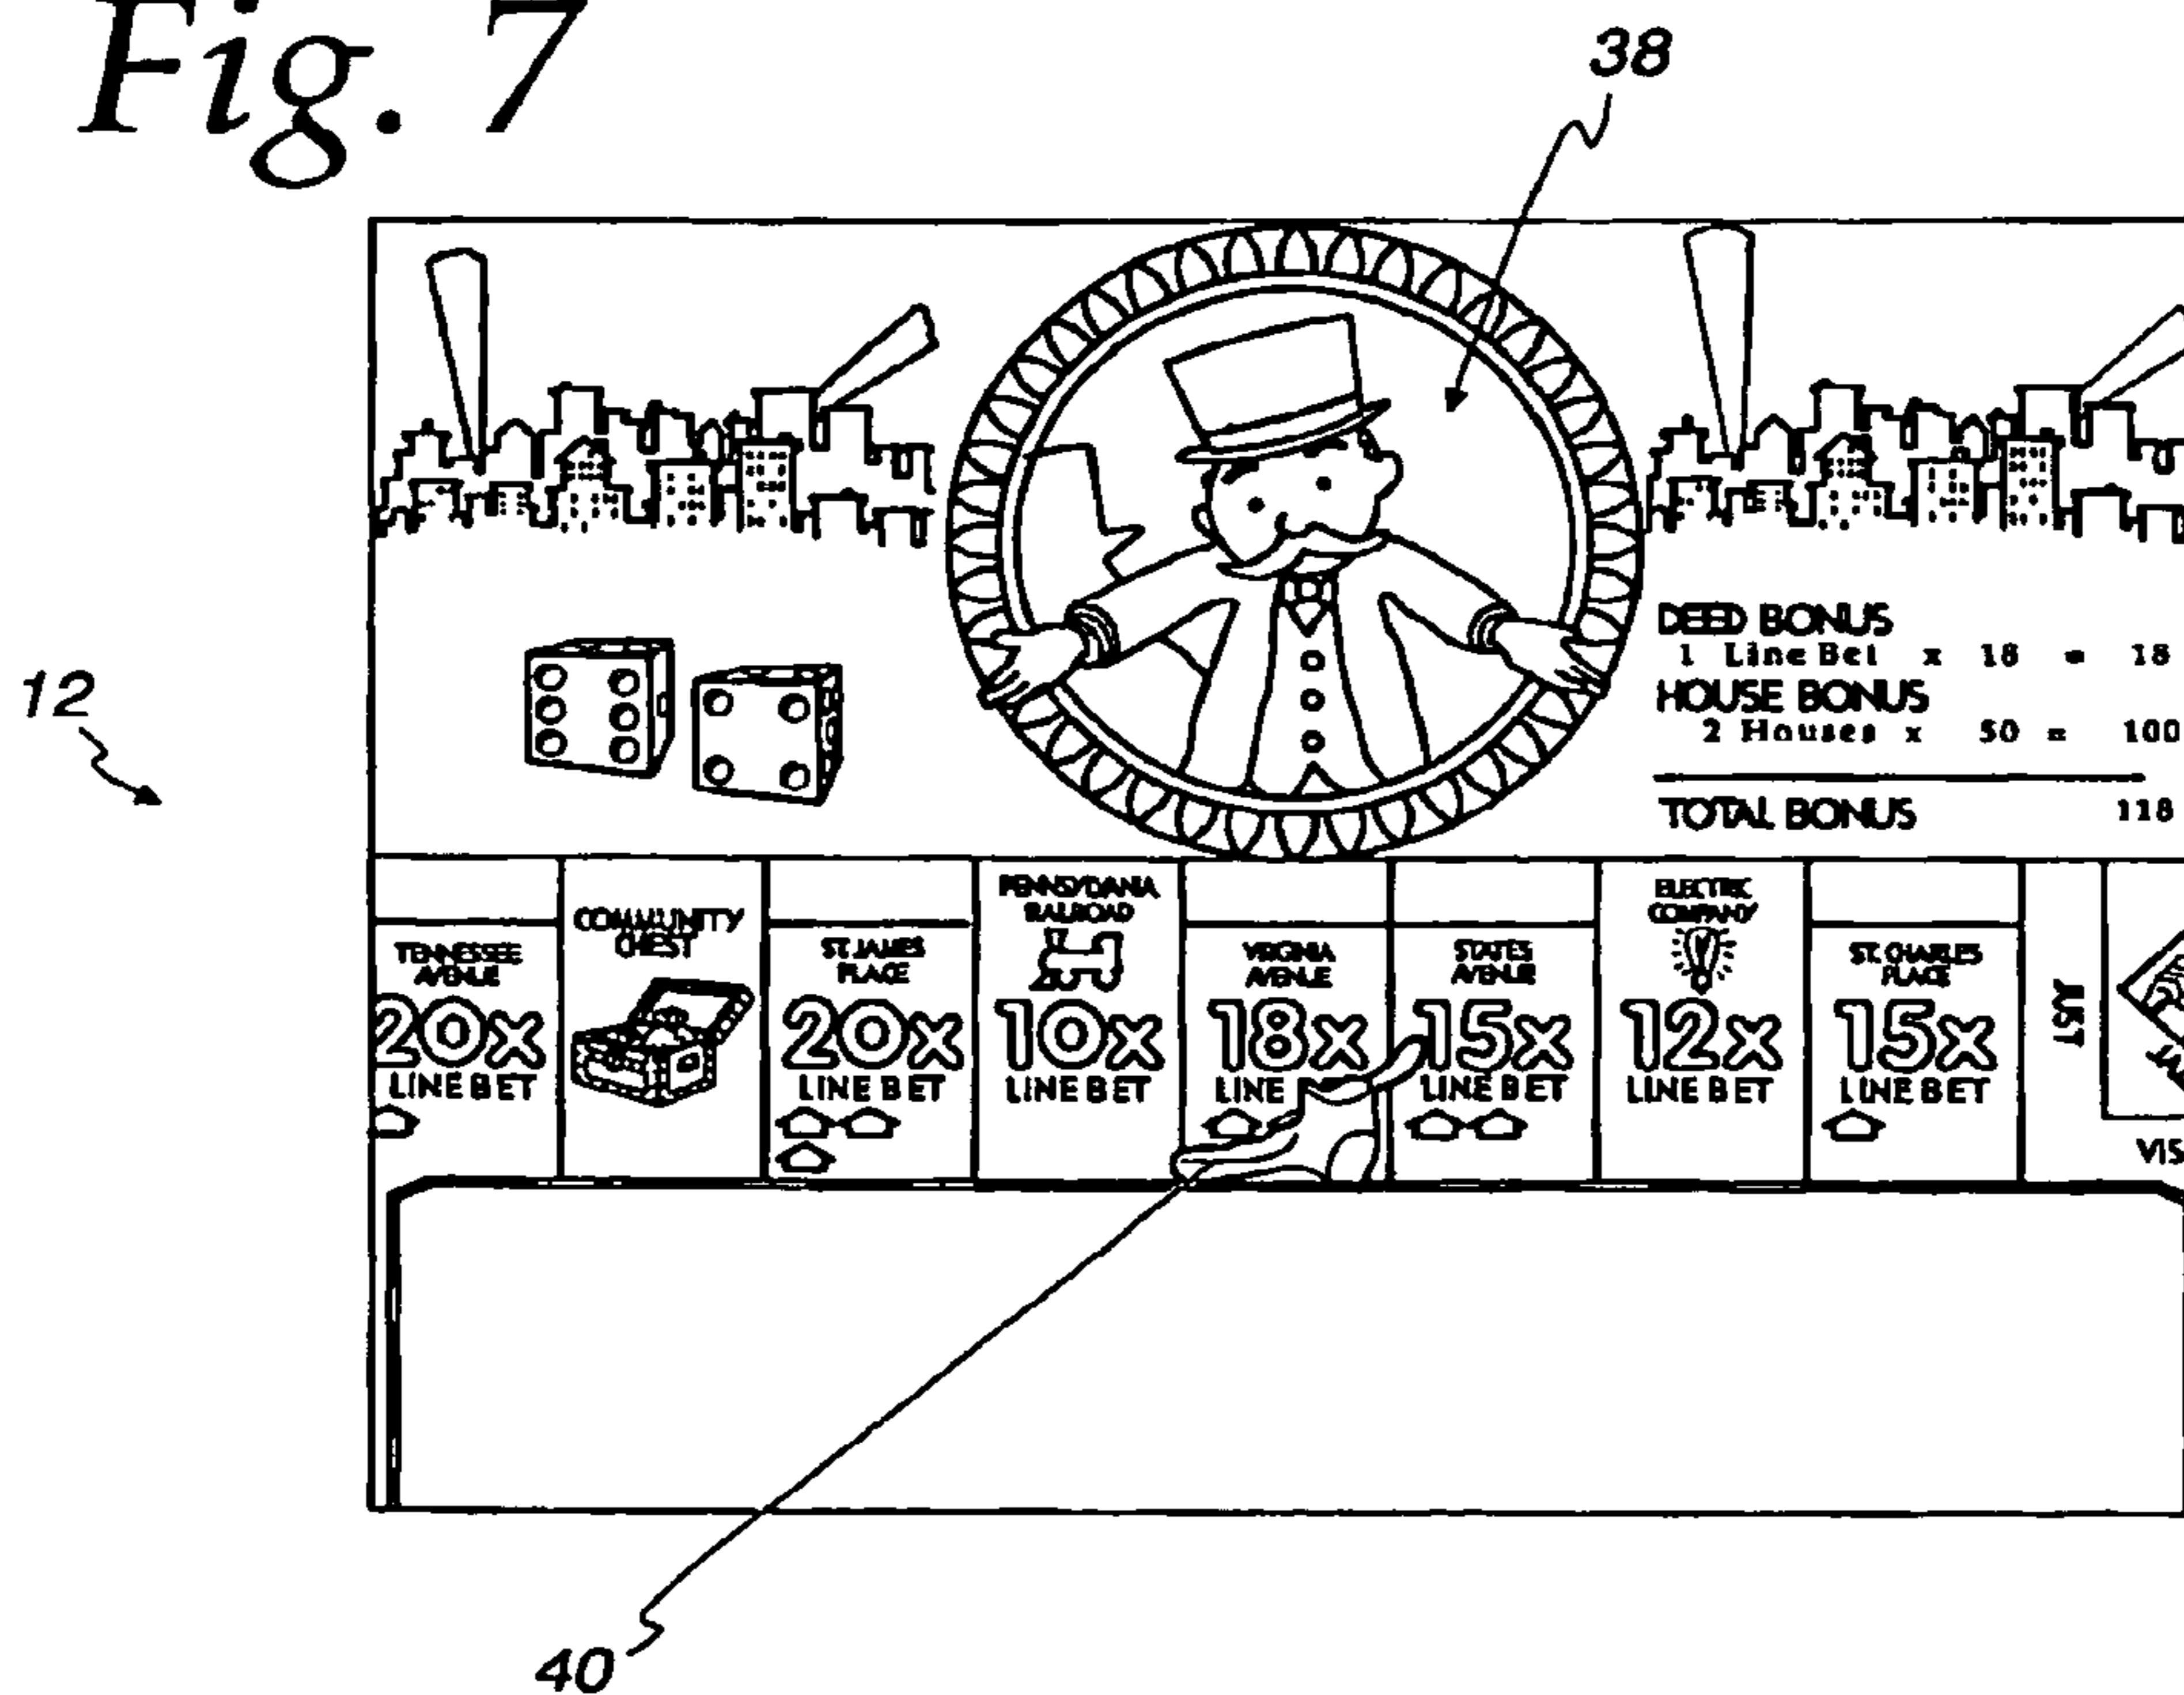 Fig. 7
38
12
DEED BONUS
1 Line Bet x 18 = 18
HOUSE BONUS
2 Houses x 50 = 100
TOTAL BONUS 118
TENNESSEE
AVENUE
20x
LINE BET
COMMUNITY
CHEST
ST. JAMES
PLACE
20x
LINE BET
PENNSYLVANIA
RAILROAD
10x
LINE BET
VIRGINIA
AVENUE
18x
LINE
STATES
AVENUE
15x
LINE BET
ELECTRIC
COMPANY
12x
LINE BET
ST. CHARLES
PLACE
15x
LINE BET
JUST
VIS
40